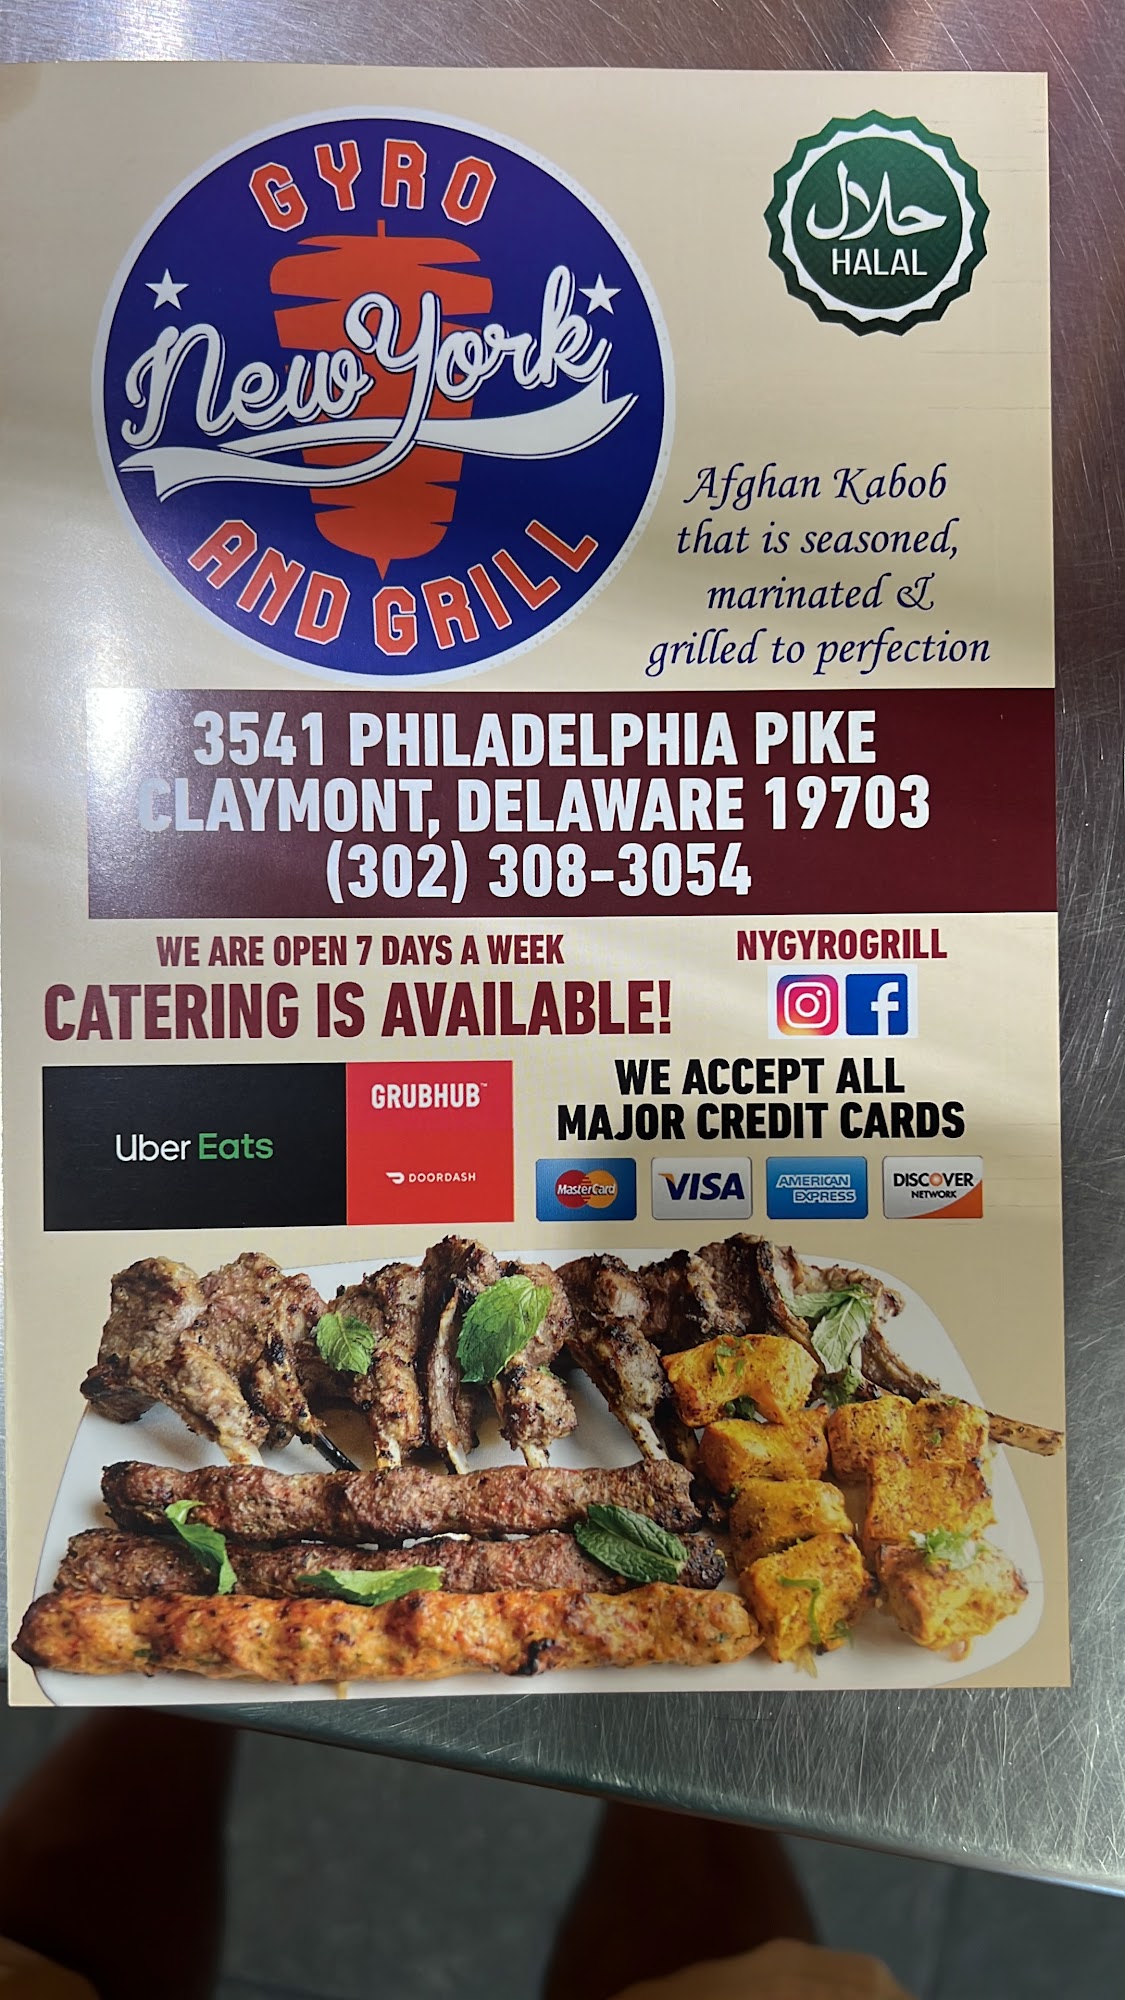 GYRO
New York
AND GRILL
حلال
HALAL
Afghan Kabob
that is seasoned,
marinated &
grilled to perfection
3541 PHILADELPHIA PIKE
CLAYMONT, DELAWARE 19703
(302) 308-3054
WE ARE OPEN 7 DAYS A WEEK
CATERING IS AVAILABLE!
NYGYROGRILL
Uber Eats
GRUBHUB™
DOORDASH
WE ACCEPT ALL
MAJOR CREDIT CARDS
MasterCard
VISA
AMERICAN
EXPRESS
DISCOVER
NETWORK